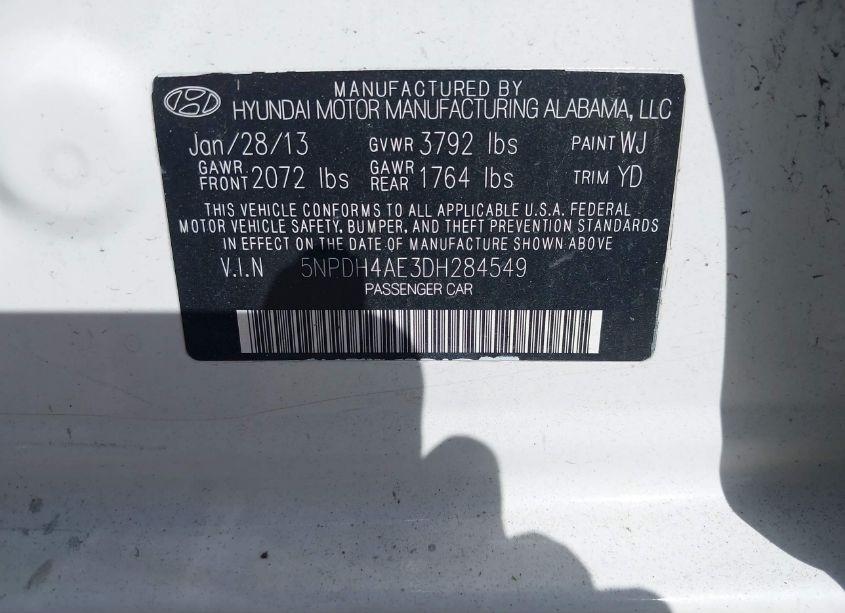 MANUFACTURED BY
HYUNDAI MOTOR MANUFACTURING ALABAMA, LLC
Jan/28/13 GVWR 3792 lbs PAINT WJ
GAWR FRONT 2072 lbs GAWR REAR 1764 lbs TRIM YD
THIS VEHICLE CONFORMS TO ALL APPLICABLE U.S.A. FEDERAL
MOTOR VEHICLE SAFETY, BUMPER, AND THEFT PREVENTION STANDARDS
IN EFFECT ON THE DATE OF MANUFACTURE SHOWN ABOVE
V.I.N 5NPDH4AE3DH284549
PASSENGER CAR